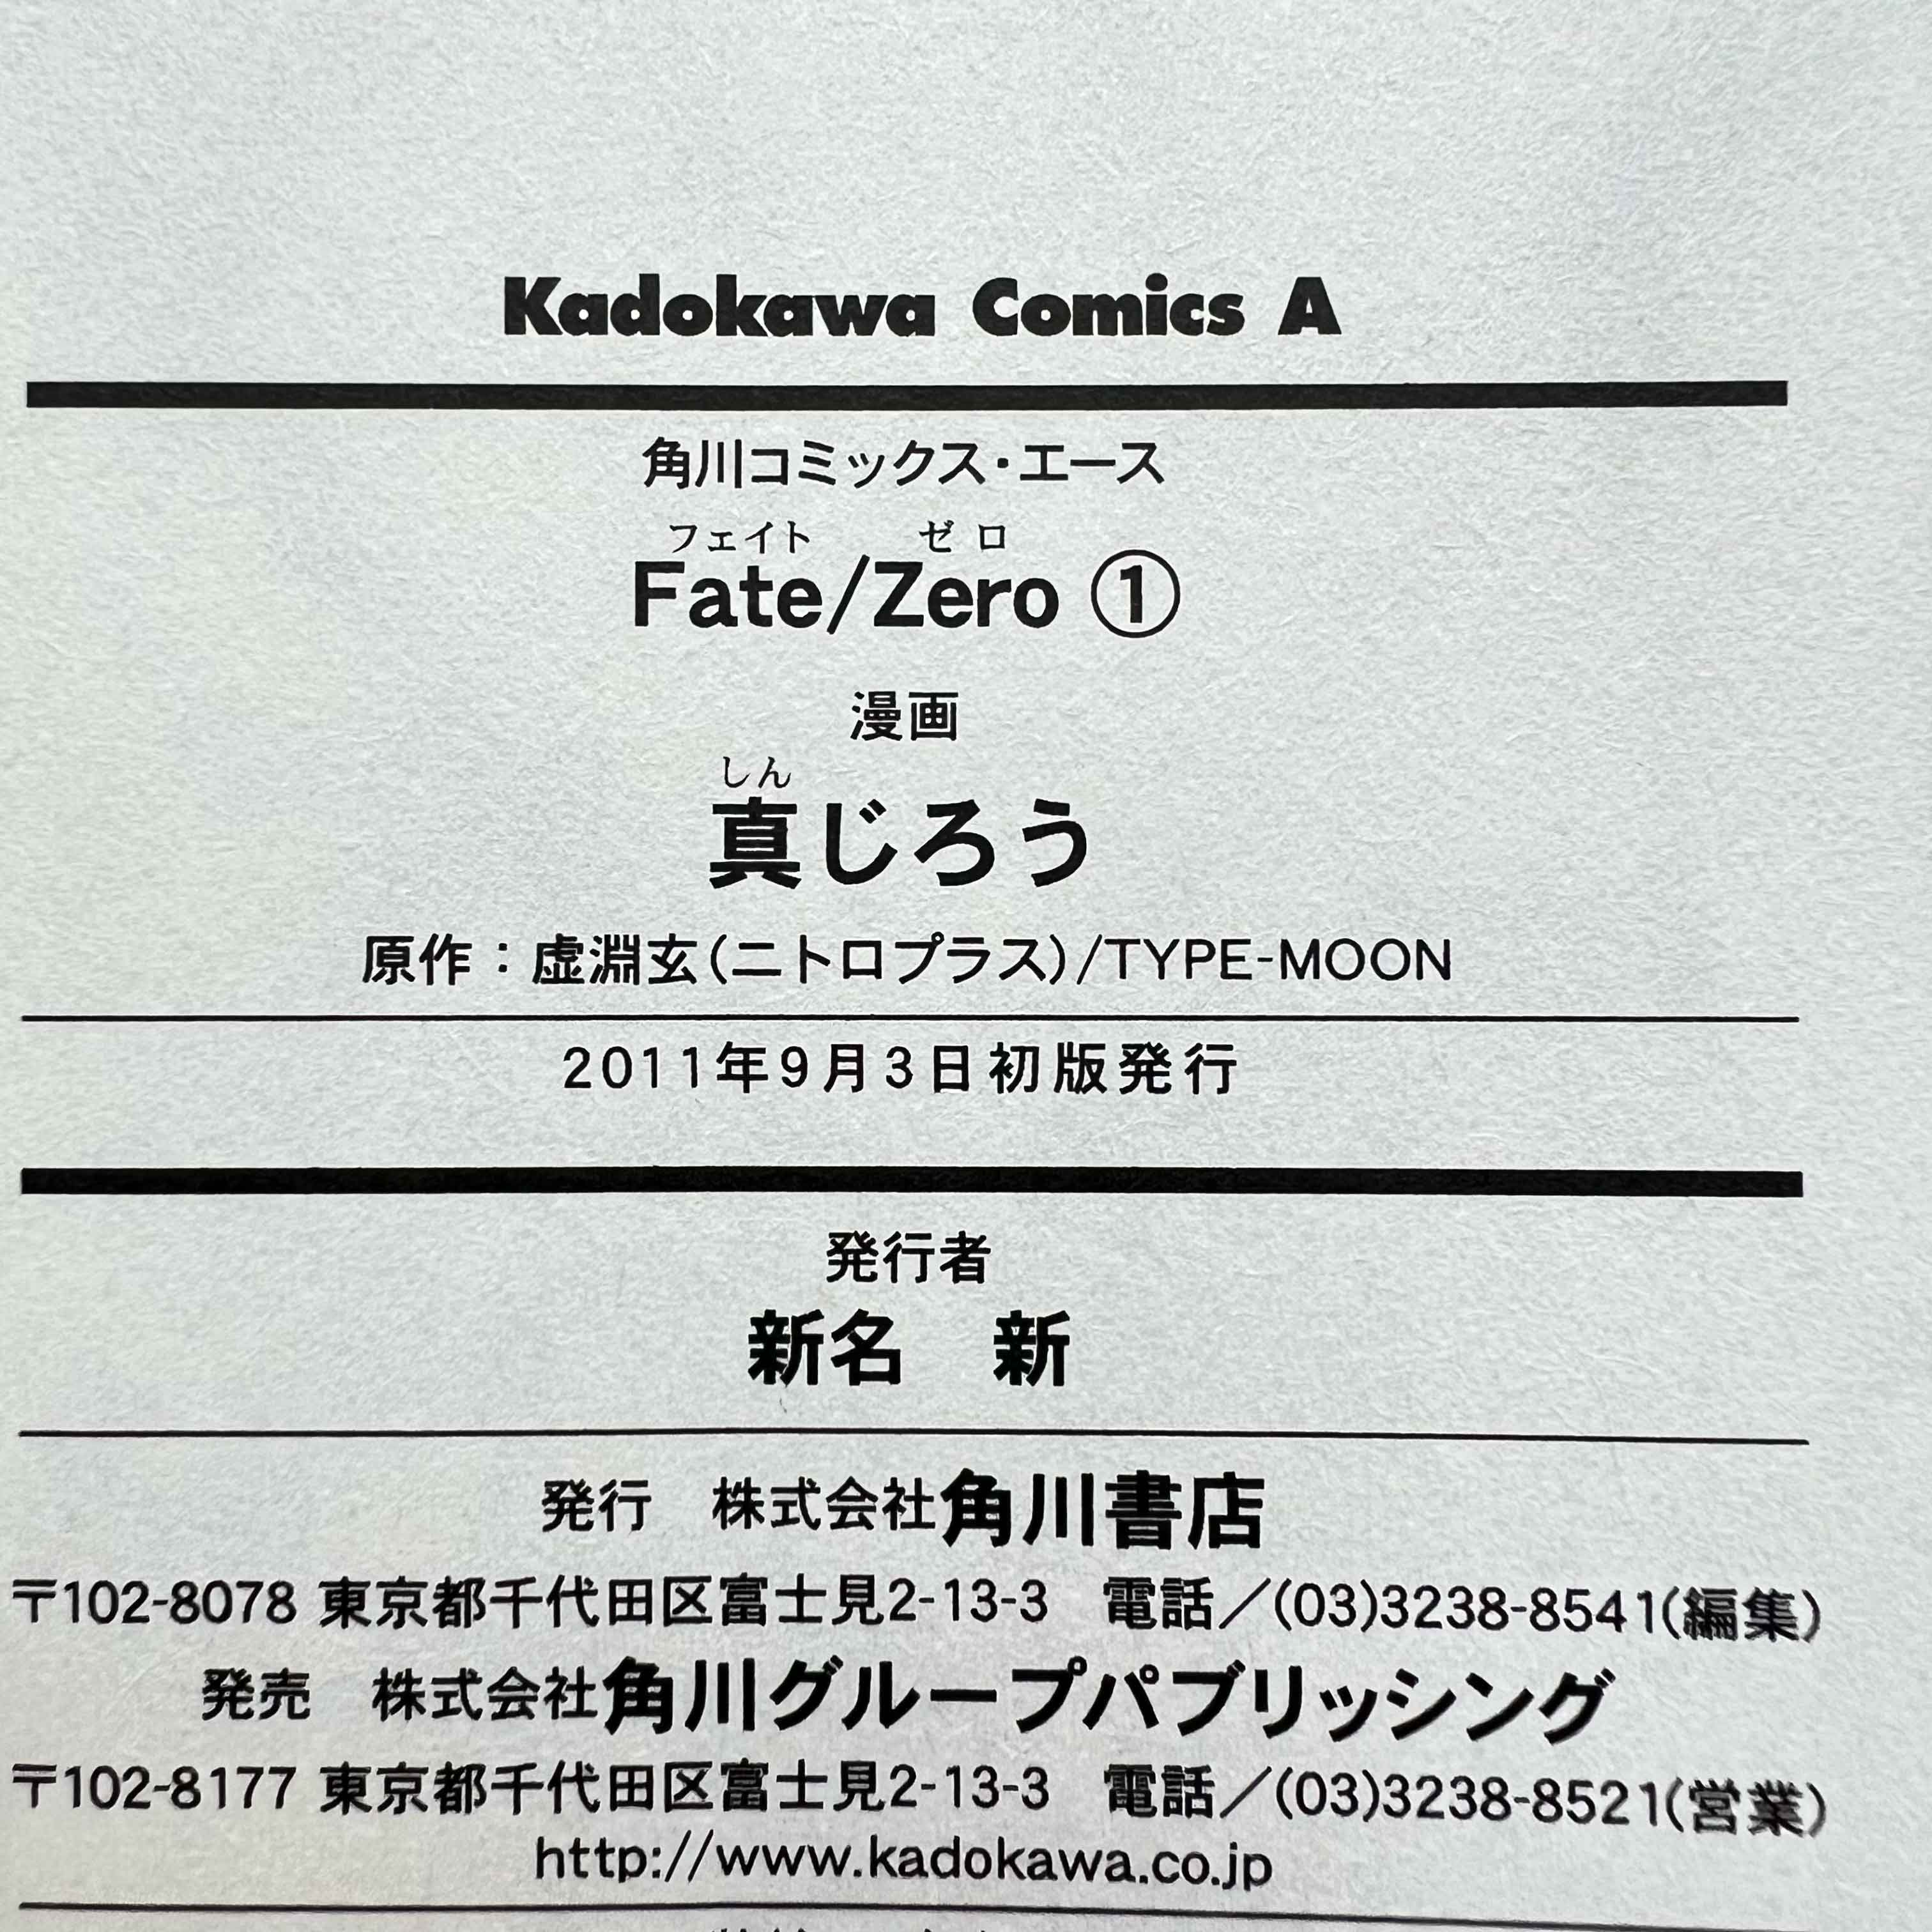 Kadokawa Comics A
角川コミックス・エース
フェイト ゼロ
Fate/Zero ①
漫画
しん
真じろう
原作：虚淵玄(ニトロプラス)/TYPE-MOON
2011年9月3日初版発行
発行者
新名 新
発行 株式会社角川書店
〒102-8078 東京都千代田区富士見2-13-3 電話／(03)3238-8541(編集)
発売 株式会社角川グループパブリッシング
〒102-8177 東京都千代田区富士見2-13-3 電話／(03)3238-8521(営業)
http://www.kadokawa.co.jp